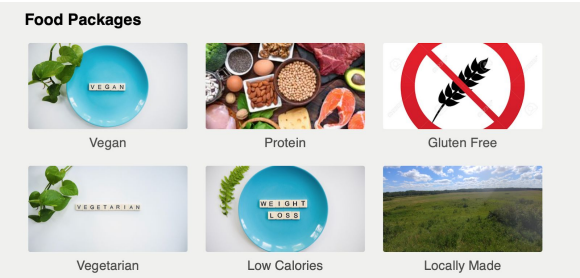 Food Packages
VEGAN
Vegan
Protein
Gluten Free
VEGETARIAN
Vegetarian
WEIGHT
LOSS
Low Calories
Locally Made